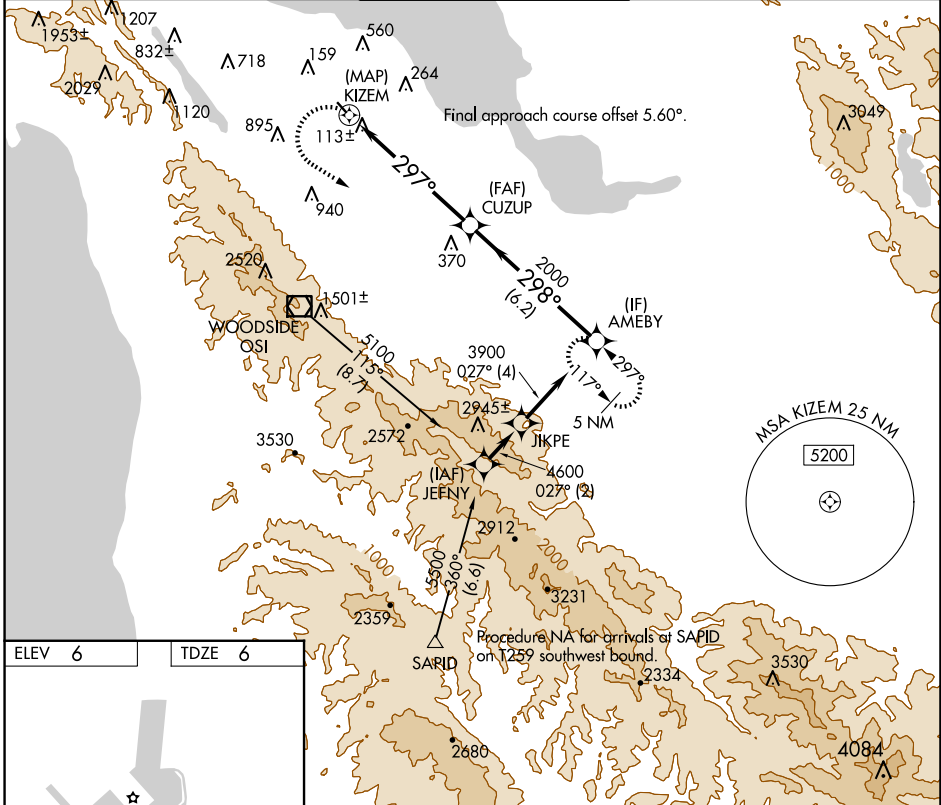 1953±
1207
832±
560
718
159
2029
264
(MAP)
KIZEM
1120
3049
Final approach course offset 5.60°.
895
113±
1000
297°
(FAF)
CUZUP
940
370
2520
2000
298°
(6.2)
1501±
(IF)
AMEBY
WOODSIDE
OSI
5100
115°
(8.7)
3900
027° (4)
117°
297°
5 NM
2945±
MSA KIZEM 25 NM
5200
2572
JIKPE
3530
(IAF)
JEFNY
4600
027° (2)
2912
1000
2000
5500
360°
(6.6)
3231
2359
Procedure NA for arrivals at SAPID
on T259 southwest bound.
SAPID
ELEV 6
TDZE 6
3530
2334
2680
4084